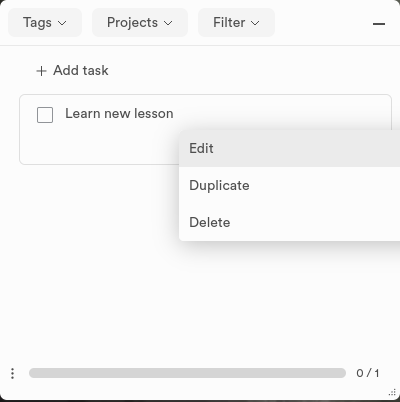 Tags Projects Filter
+ Add task
Learn new lesson
Edit
Duplicate
Delete
0 / 1